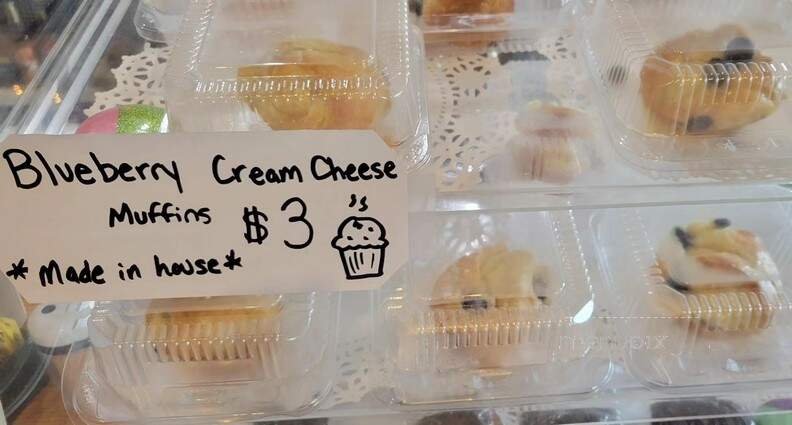 Blueberry Cream Cheese
Muffins $3
* Made in house *